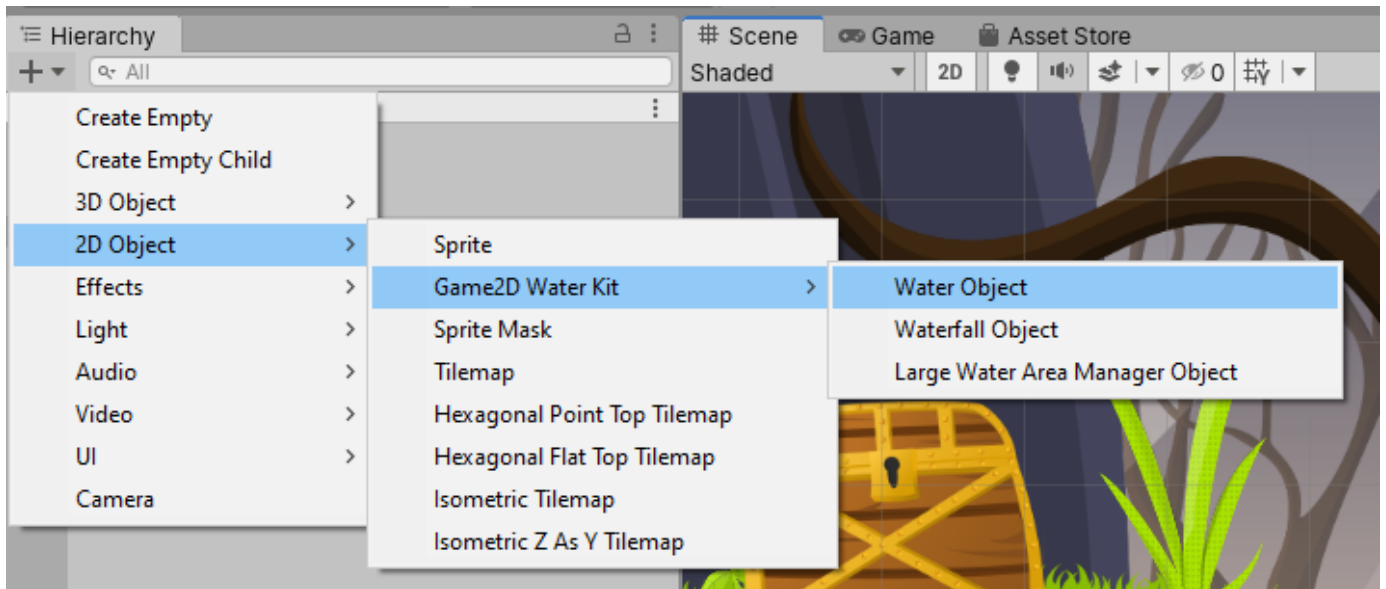 Hierarchy
All
Create Empty
Create Empty Child
3D Object
2D Object
Effects
Light
Audio
Video
UI
Camera
Sprite
Game2D Water Kit
Sprite Mask
Tilemap
Hexagonal Point Top Tilemap
Hexagonal Flat Top Tilemap
Isometric Tilemap
Isometric Z As Y Tilemap
Water Object
Waterfall Object
Large Water Area Manager Object
Scene Game Asset Store
Shaded 2D 0